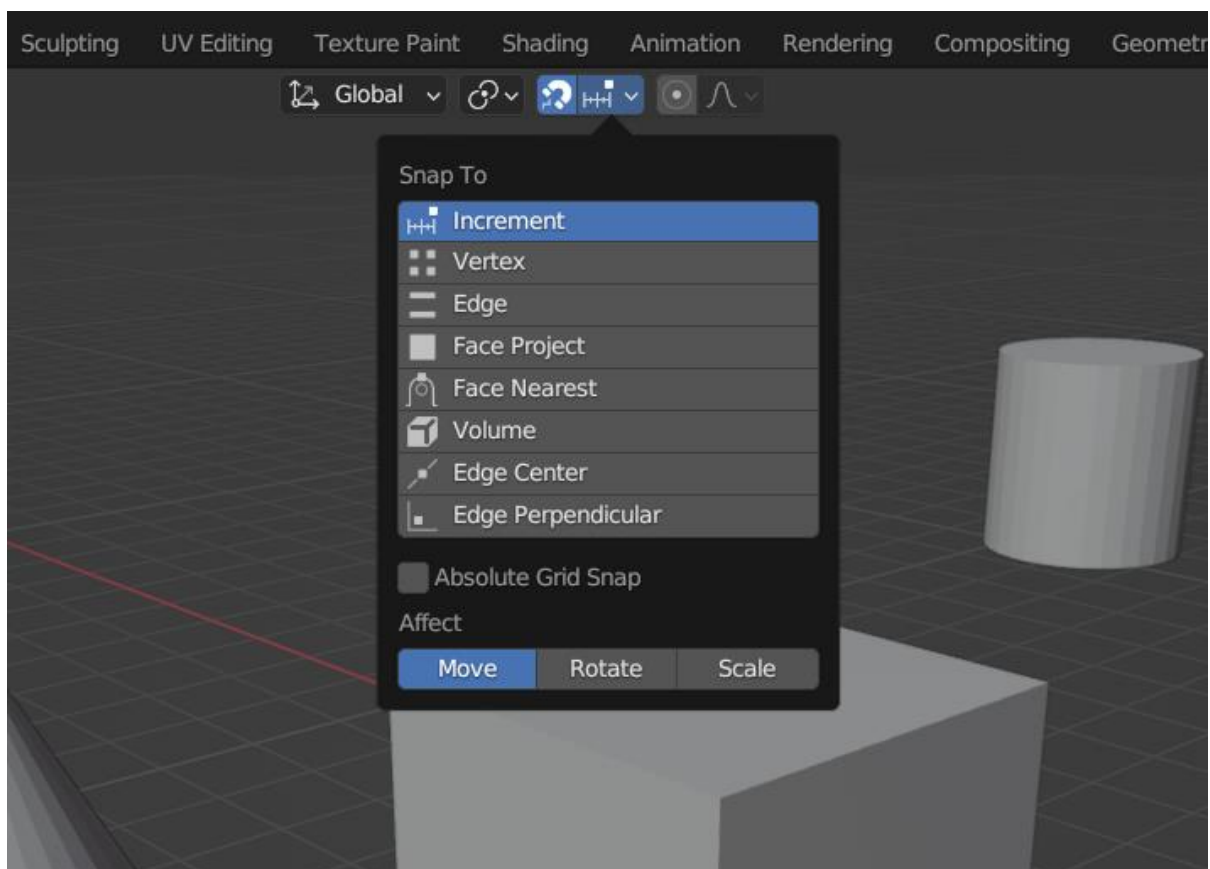 Sculpting UV Editing Texture Paint Shading Animation Rendering Compositing Geometr
Global
Snap To
Increment
Vertex
Edge
Face Project
Face Nearest
Volume
Edge Center
Edge Perpendicular
Absolute Grid Snap
Affect
Move Rotate Scale